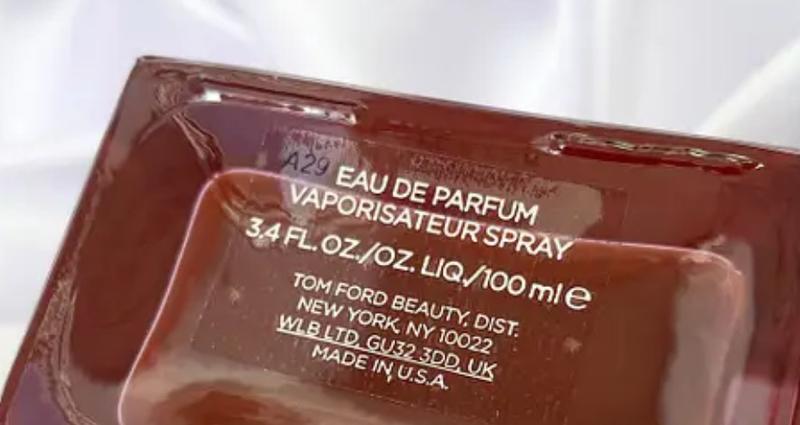 A29
EAU DE PARFUM
VAPORISATEUR SPRAY
3,4 FL. OZ./OZ. LIQ./100 ml ℮
TOM FORD BEAUTY, DIST.
NEW YORK, NY 10022
WLB LTD, GU32 3DD, UK
MADE IN U.S.A.